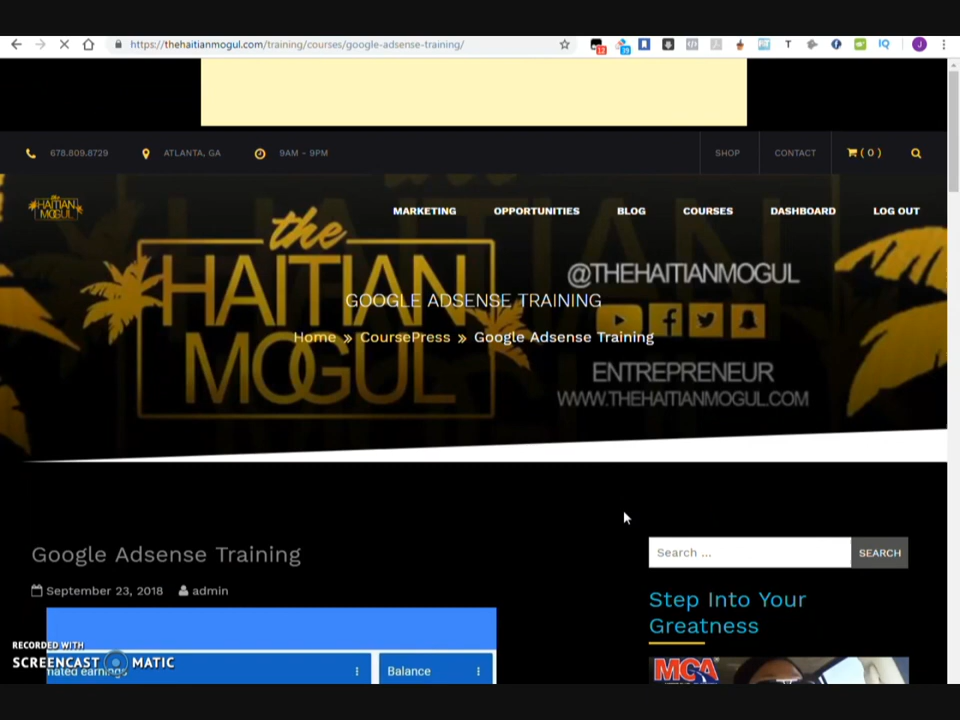 https://thehaitianmogul.com/training/courses/google-adsense-training/
678.809.8729
ATLANTA, GA
9AM - 9PM
SHOP
CONTACT
( 0 )
the
HAITIAN
MOGUL
MARKETING
OPPORTUNITIES
BLOG
COURSES
DASHBOARD
LOG OUT
the
HAITIAN
MOGUL
@THEHAITIANMOGUL
GOOGLE ADSENSE TRAINING
Home » CoursePress » Google Adsense Training
ENTREPRENEUR
WWW.THEHAITIANMOGUL.COM
Google Adsense Training
September 23, 2018
admin
Search ...
SEARCH
Step Into Your
Greatness
MCA
Balance
RECORDED WITH
SCREENCAST MATIC